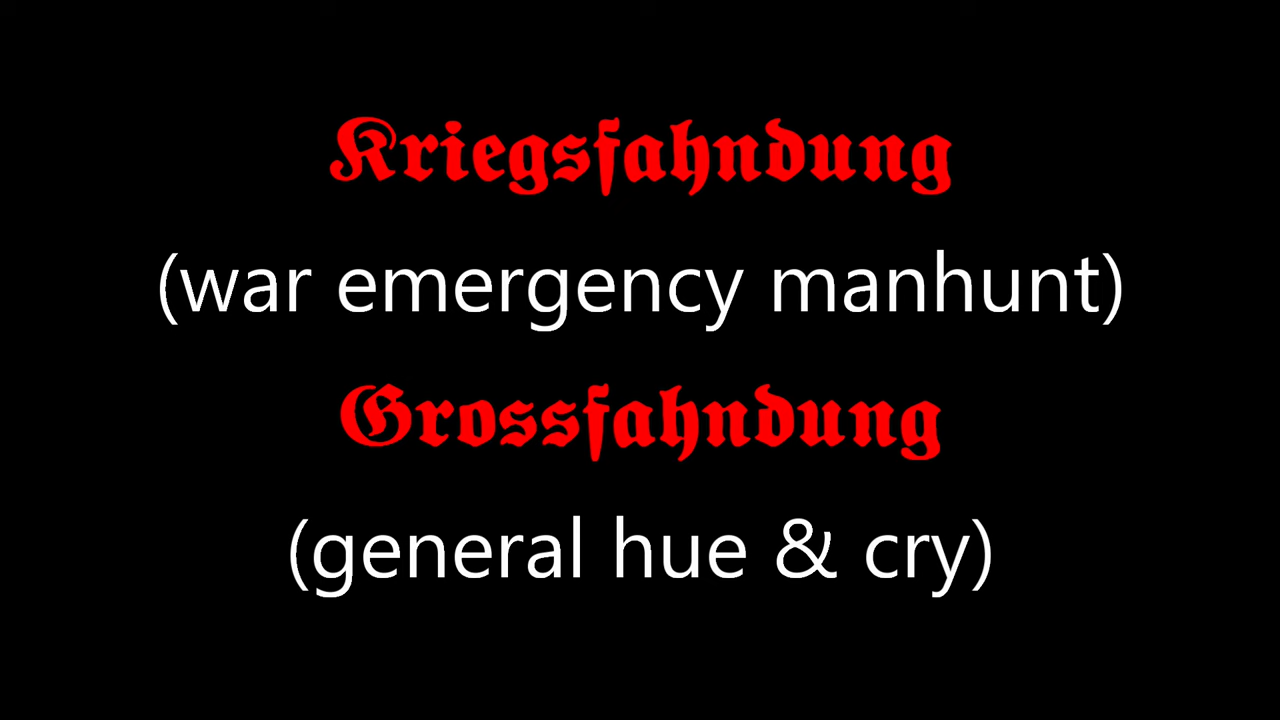 Kriegsfahndung
(war emergency manhunt)
Grossfahndung
(general hue & cry)